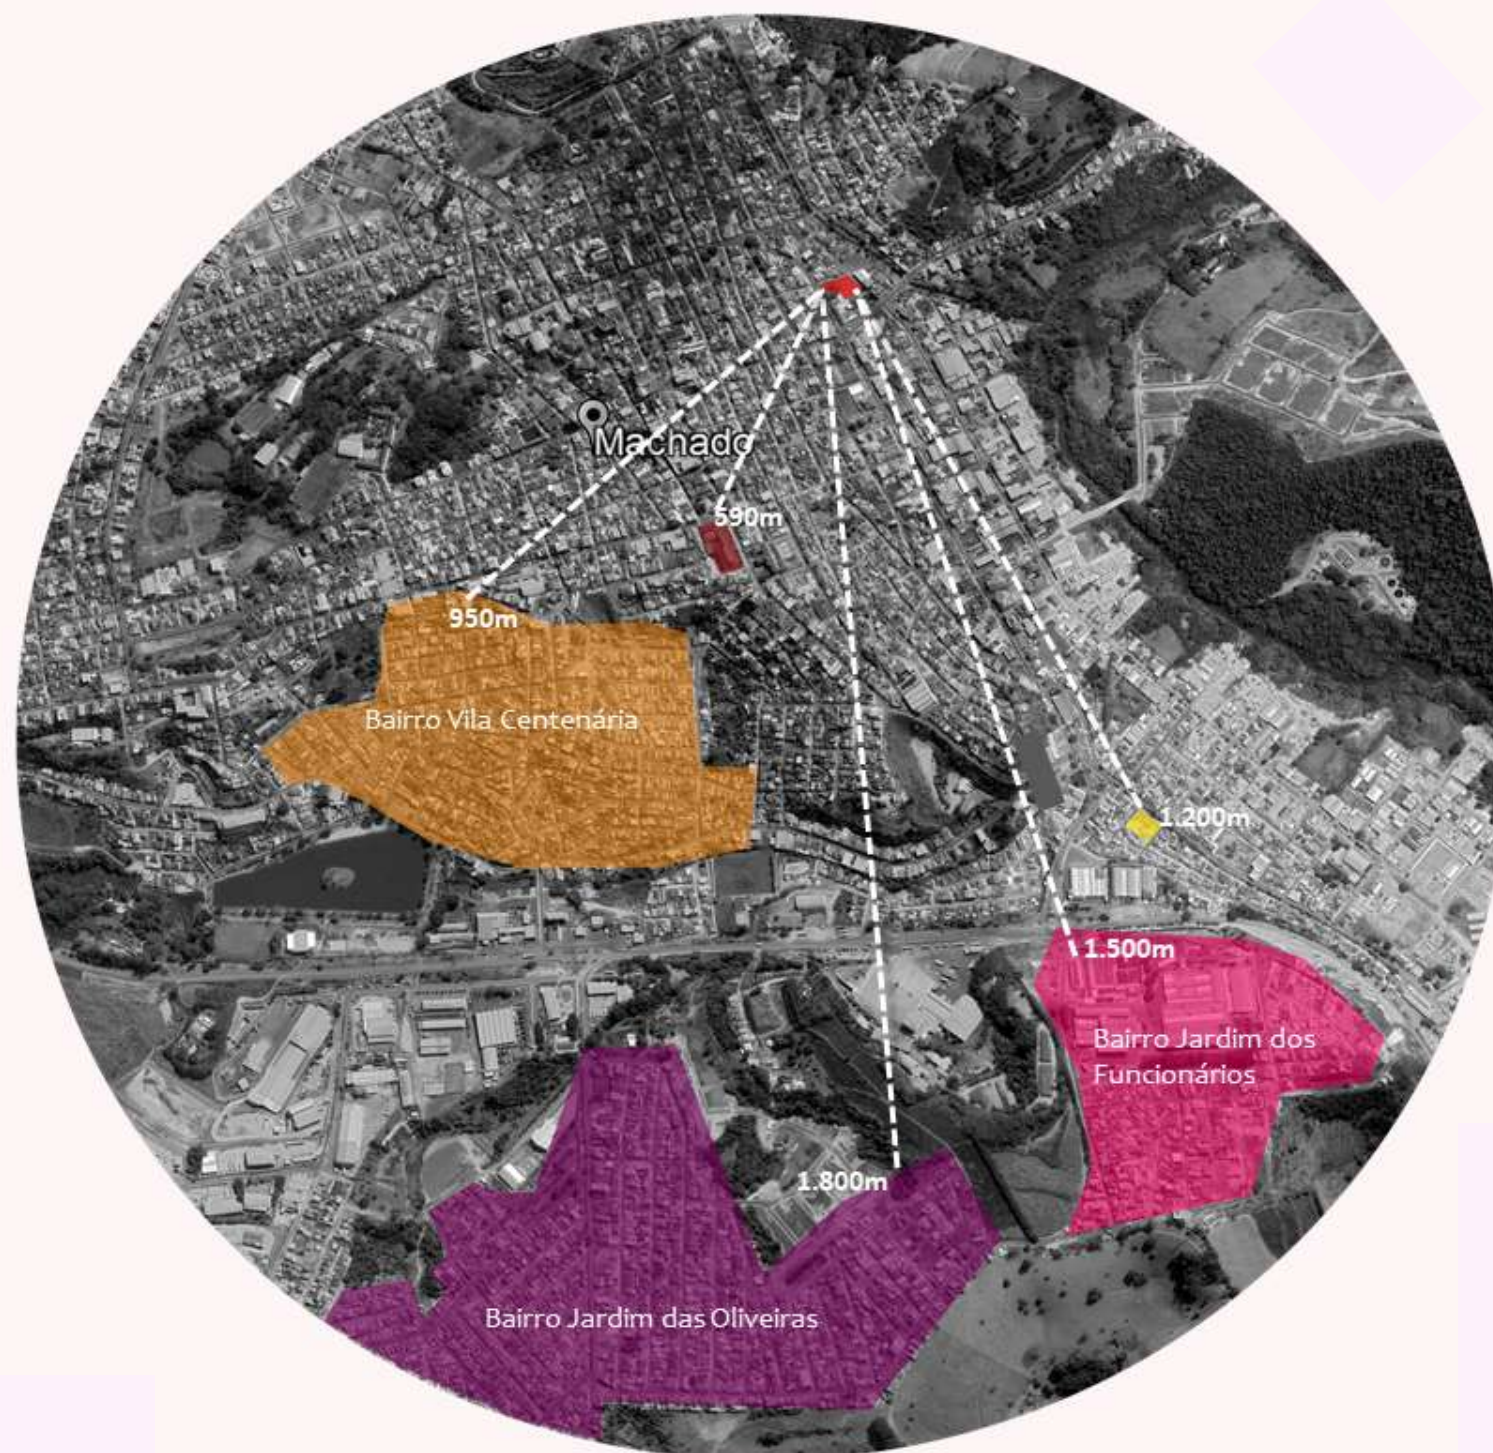 Machado
590m
950m
Bairro Vila Centenária
1.200m
1.500m
Bairro Jardim dos
Funcionários
1.800m
Bairro Jardim das Oliveiras